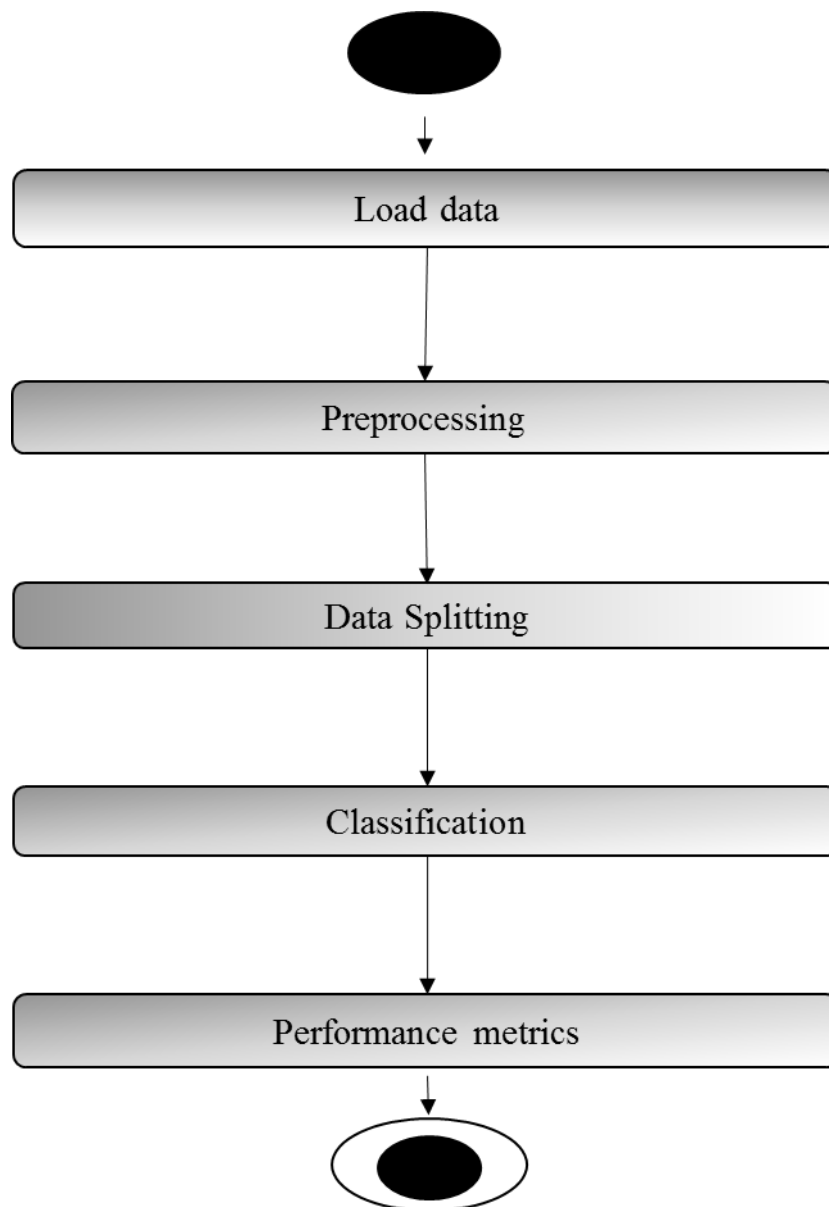 Load data
Preprocessing
Data Splitting
Classification
Performance metrics